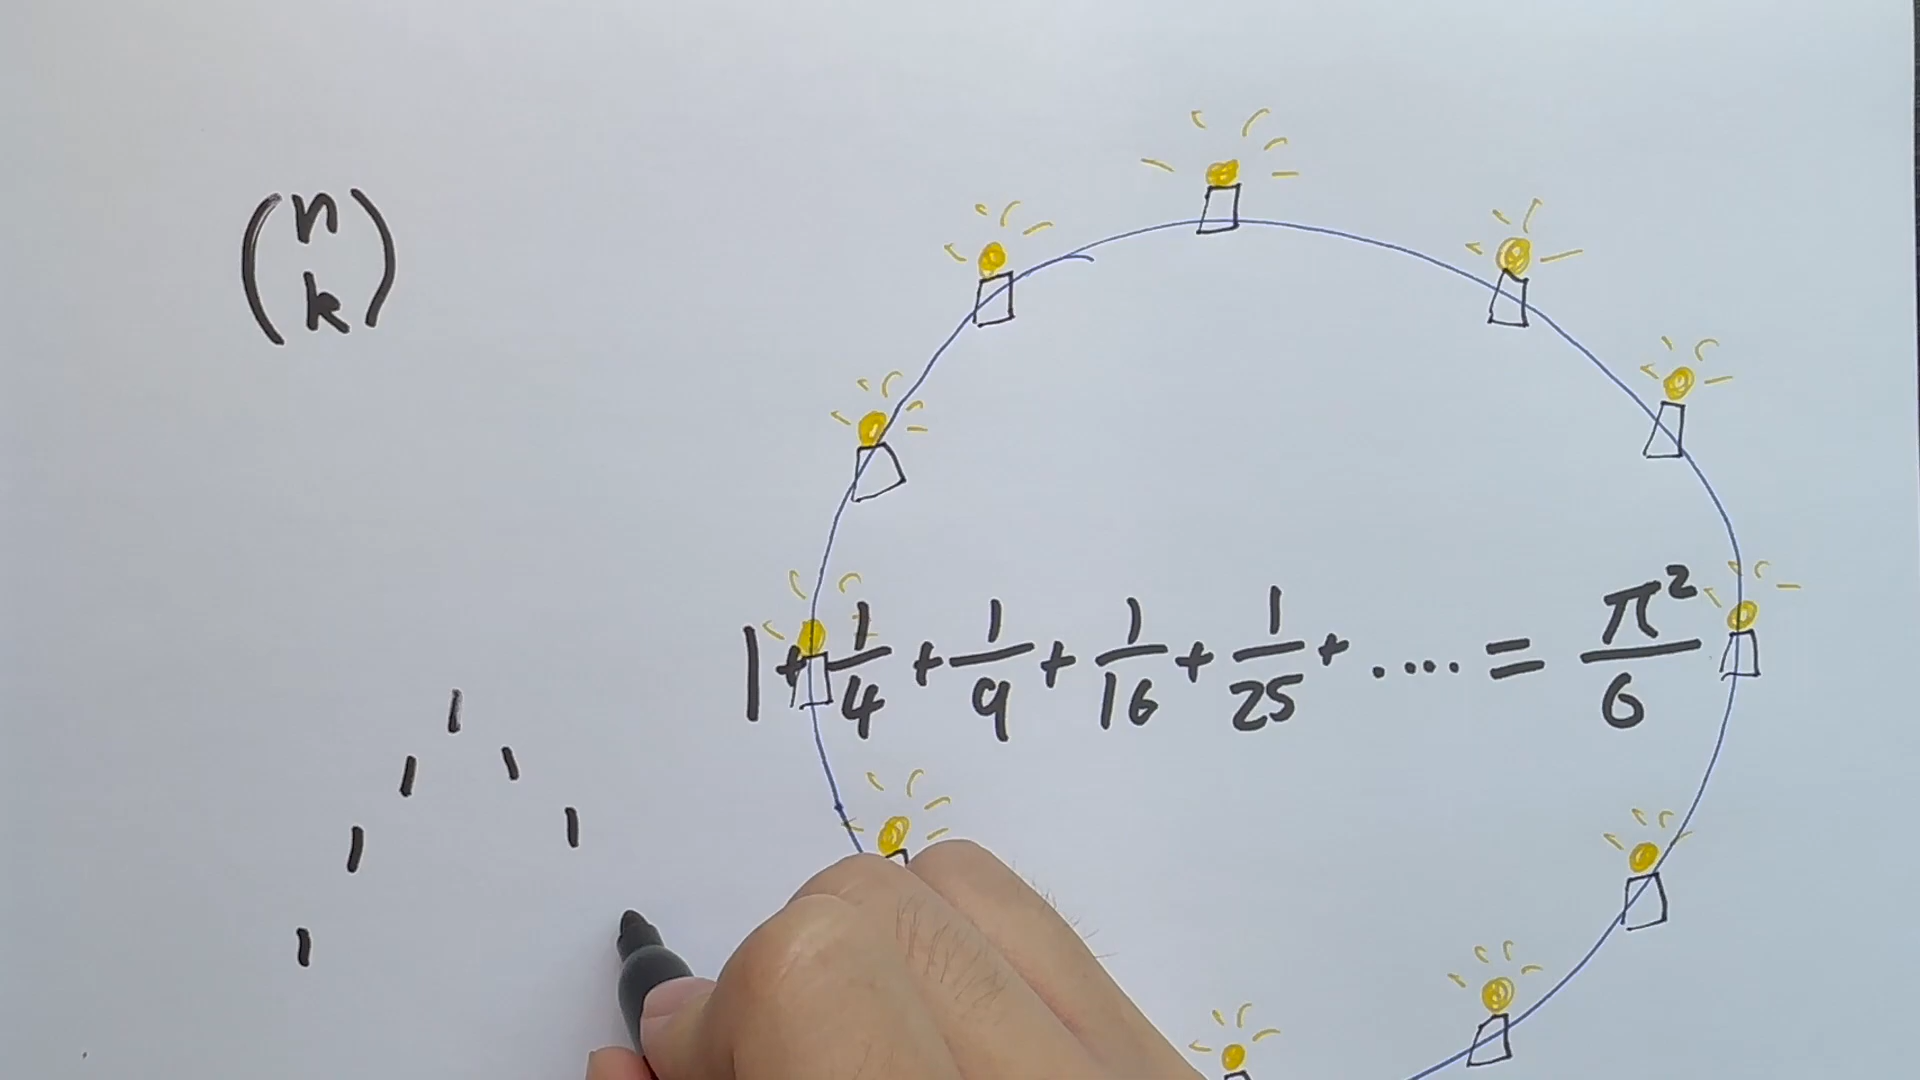 (n
k)
1 + 1/4 + 1/9 + 1/16 + 1/25 + .... = π²/6
1
1 1
1 1
1